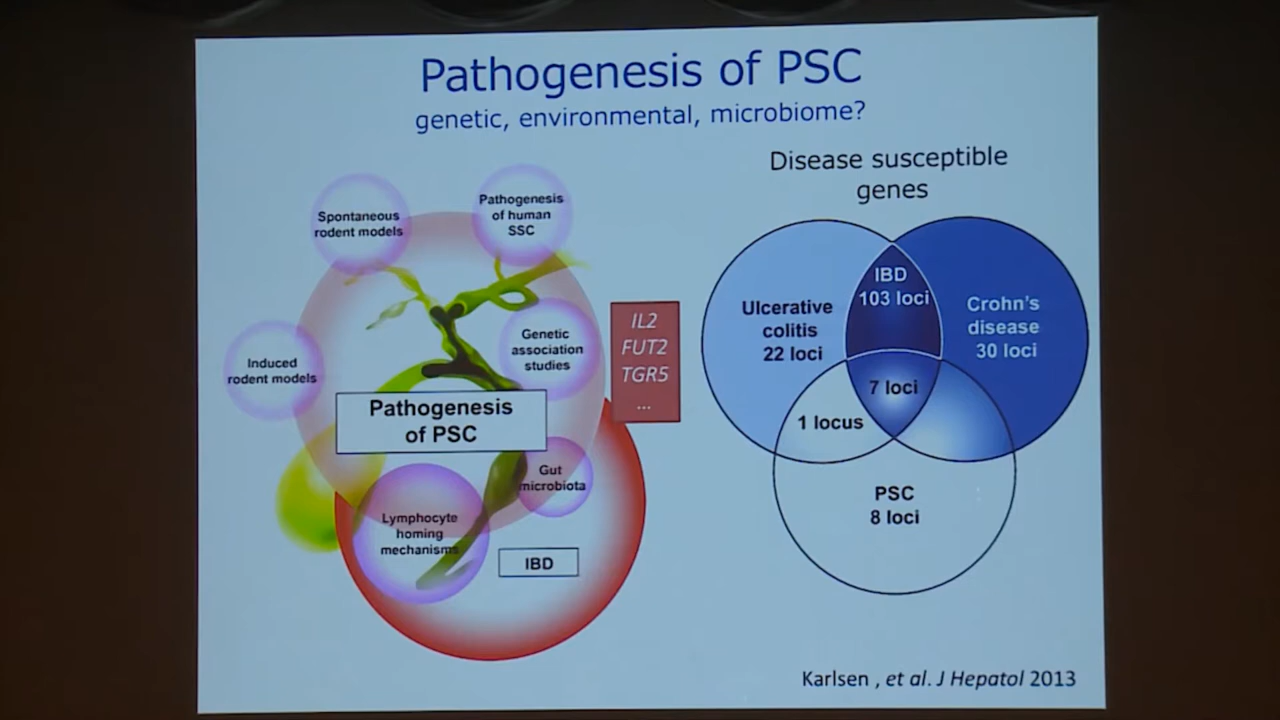 Pathogenesis of PSC
genetic, environmental, microbiome?
Spontaneous
rodent models
Pathogenesis
of human
SSC
Induced
rodent models
Genetic
association
studies
IL2
FUT2
TGR5
...
Pathogenesis
of PSC
Gut
microbiota
Lymphocyte
homing
mechanisms
IBD
Disease susceptible
genes
Ulcerative
colitis
22 loci
IBD
103 loci
Crohn's
disease
30 loci
7 loci
1 locus
PSC
8 loci
Karlsen , et al. J Hepatol 2013